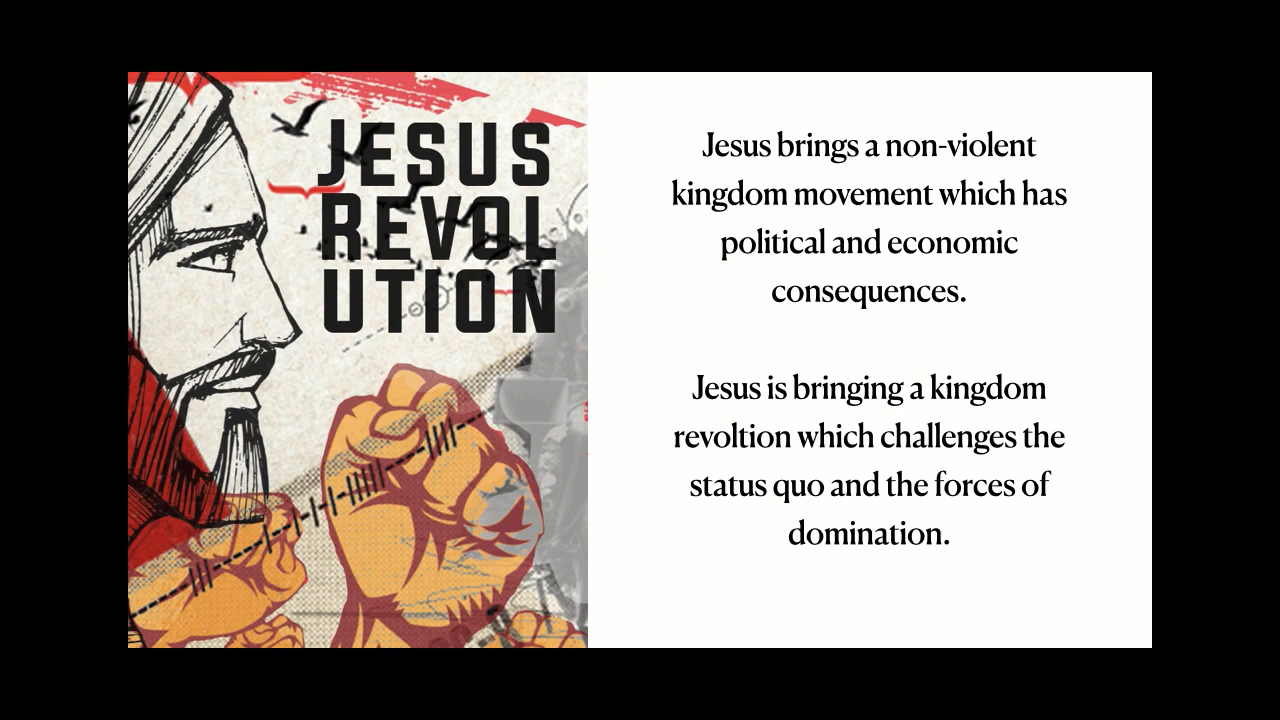 JESUS
REVOL
UTION
Jesus brings a non-violent
kingdom movement which has
political and economic
consequences.
Jesus is bringing a kingdom
revoltion which challenges the
status quo and the forces of
domination.